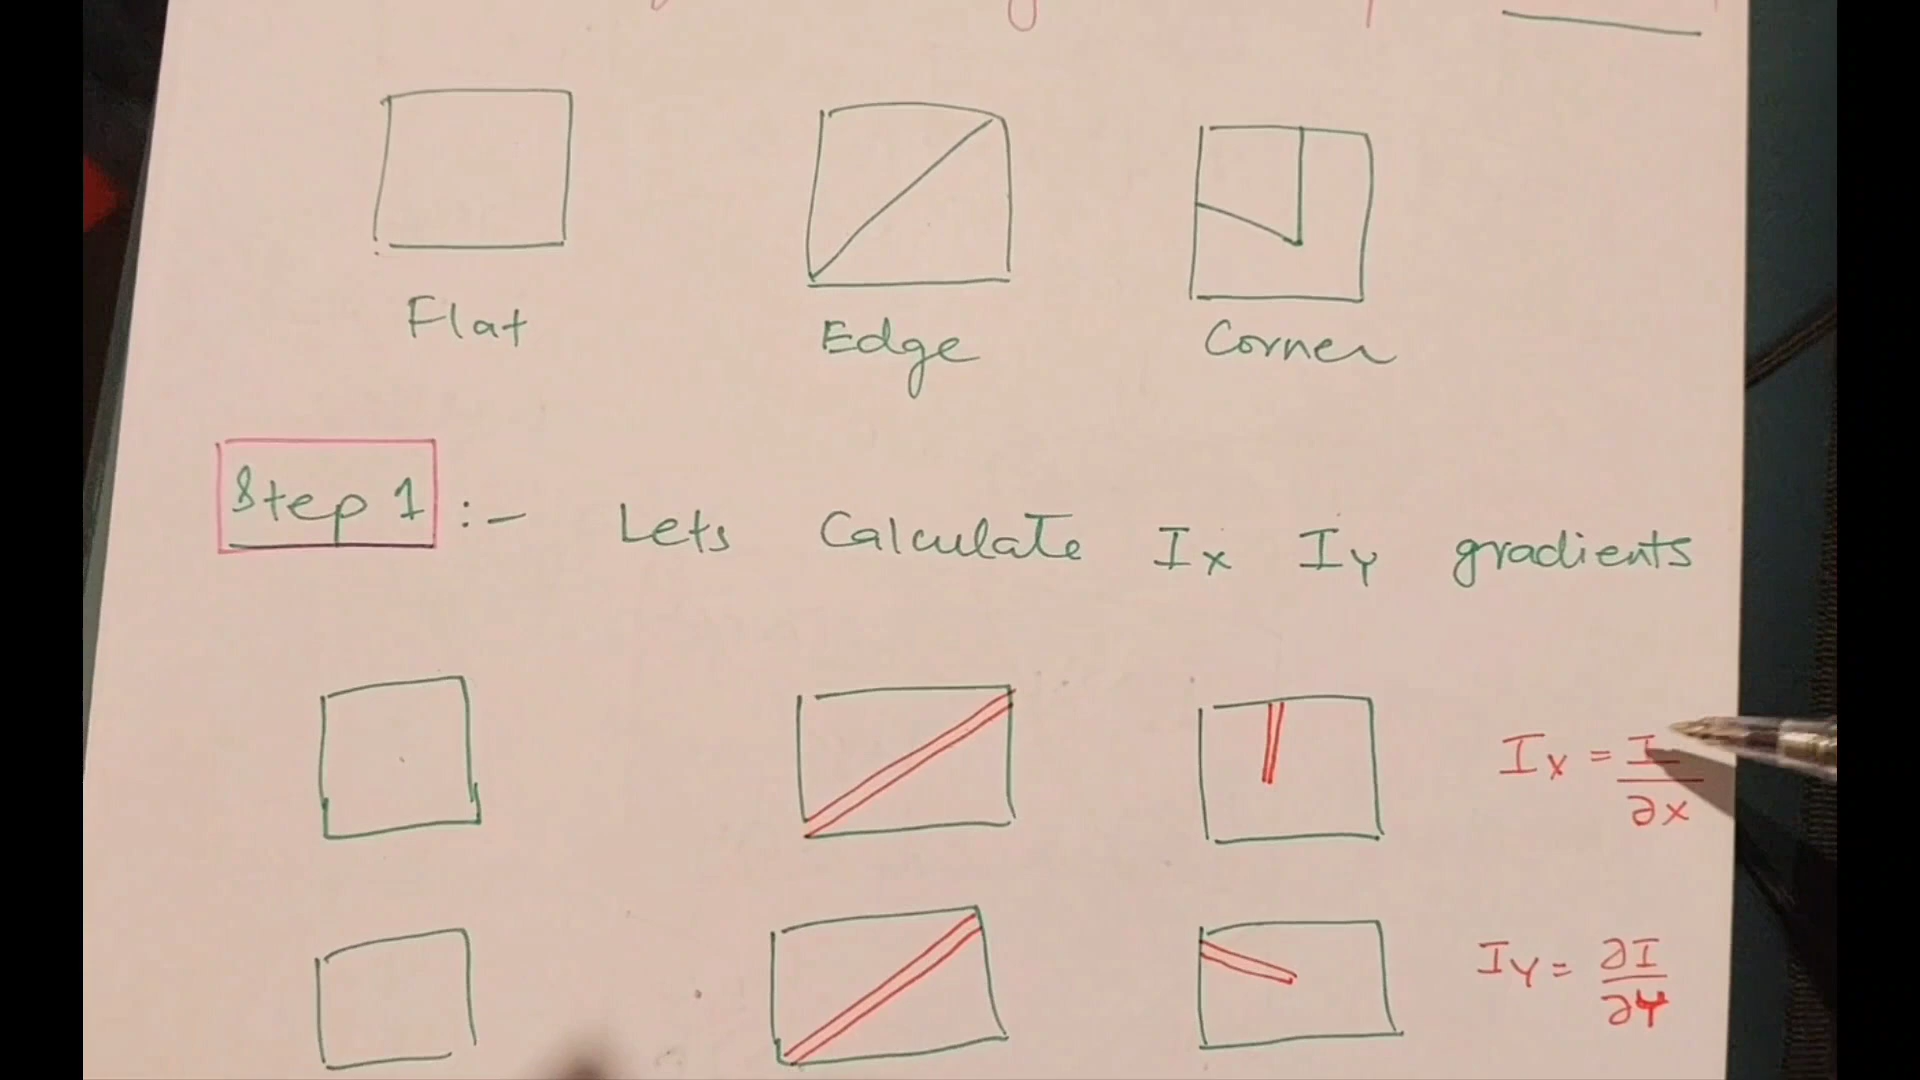 Flat Edge Corner
Step 1 :- Lets Calculate Ix Iy gradients
Ix = I / ∂x
Iy = ∂I / ∂y